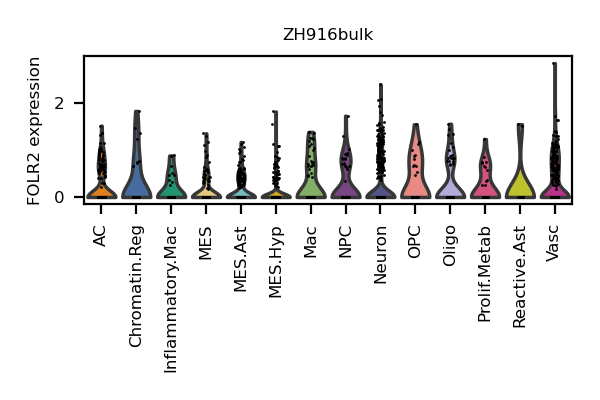 ZH916bulk
FOLR2 expression
2
0
AC
Chromatin.Reg
Inflammatory.Mac
MES
MES.Ast
MES.Hyp
Mac
NPC
Neuron
OPC
Oligo
Prolif.Metab
Reactive.Ast
Vasc